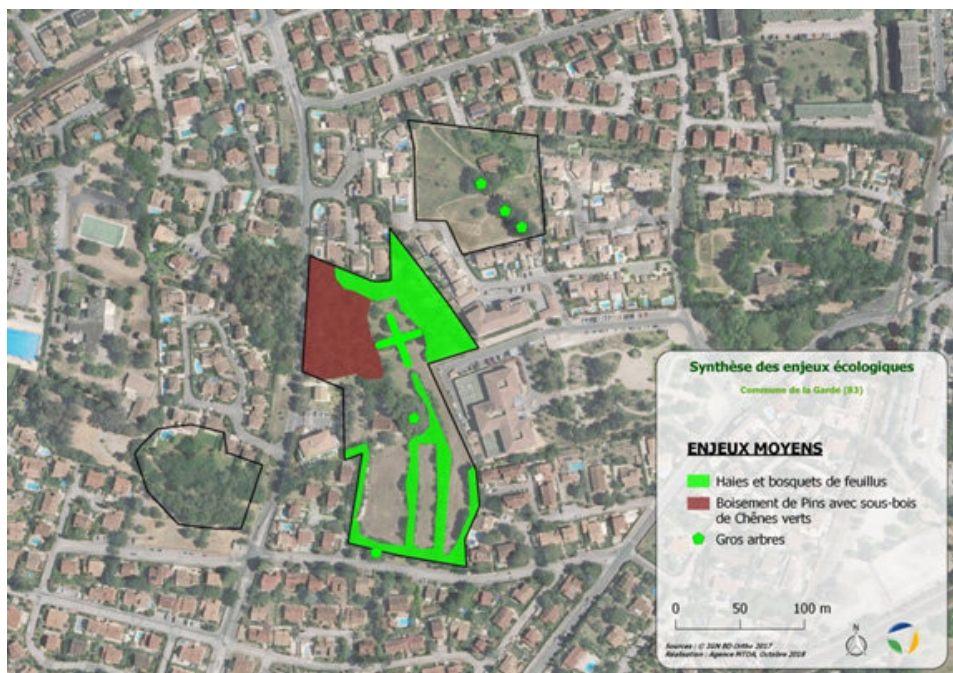 Synthèse des enjeux écologiques
Commune de la Garde (83)
ENJEUX MOYENS
Haies et bosquets de feuillus
Boisement de Pins avec sous-bois
de Chênes verts
Gros arbres
0 50 100 m
N
Sources : © IGN BD Ortho 2017
Réalisation : Agence MTDA, Octobre 2018